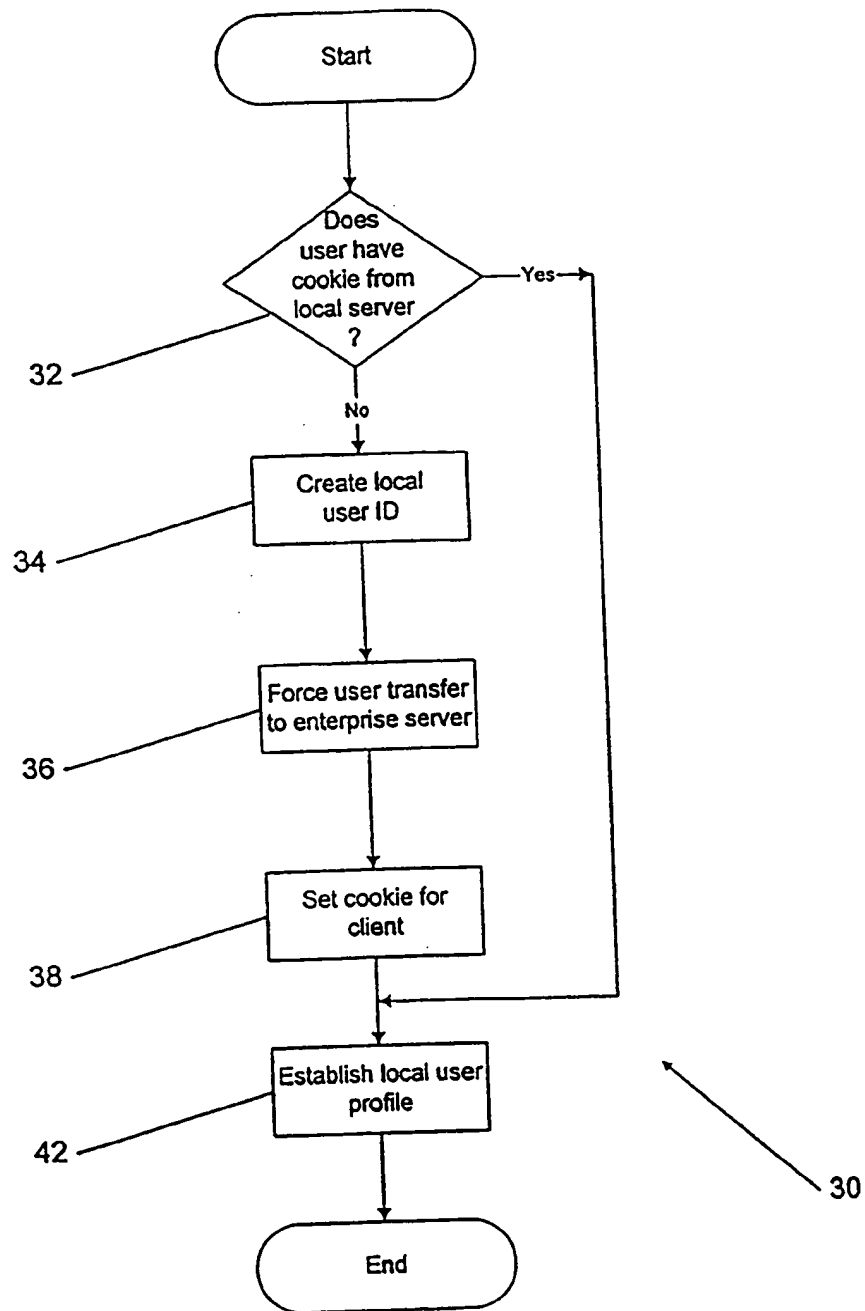 Start
Does
user have
cookie from
local server
?
Yes
32
No
Create local
user ID
34
Force user transfer
to enterprise server
36
Set cookie for
client
38
Establish local user
profile
42
30
End